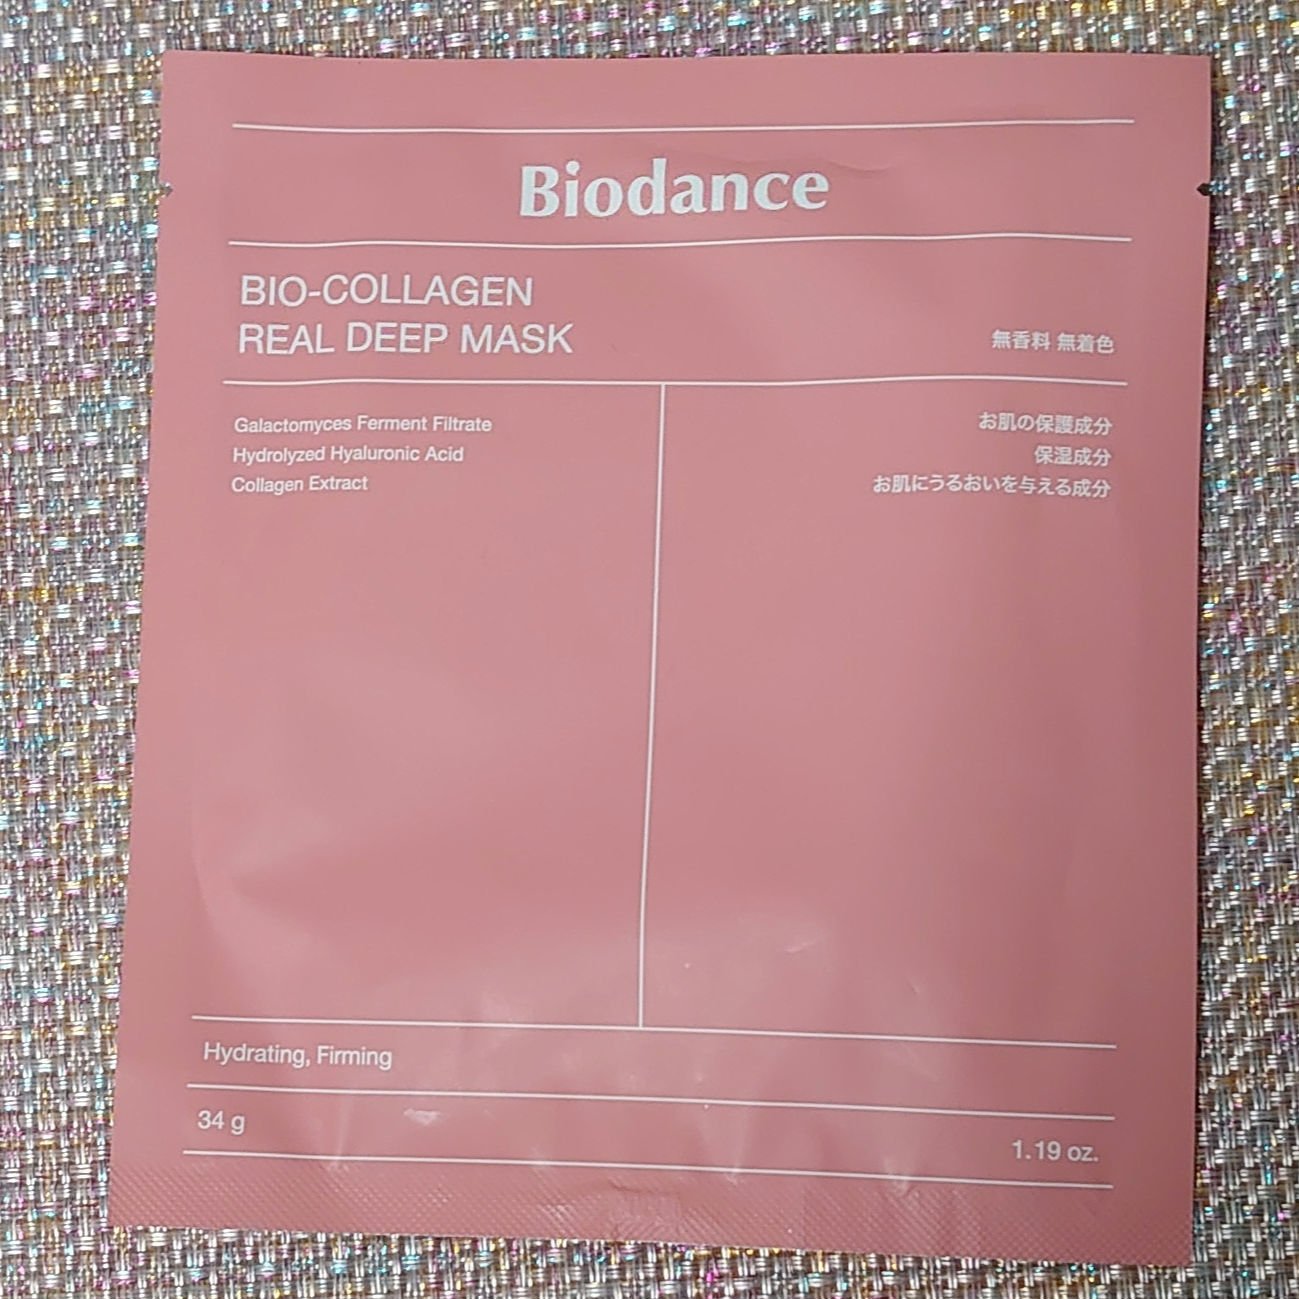 Biodance
BIO-COLLAGEN
REAL DEEP MASK
無香料 無着色
Galactomyces Ferment Filtrate
Hydrolyzed Hyaluronic Acid
Collagen Extract
お肌の保護成分
保湿成分
お肌にうるおいを与える成分
Hydrating, Firming
34 g
1.19 oz.